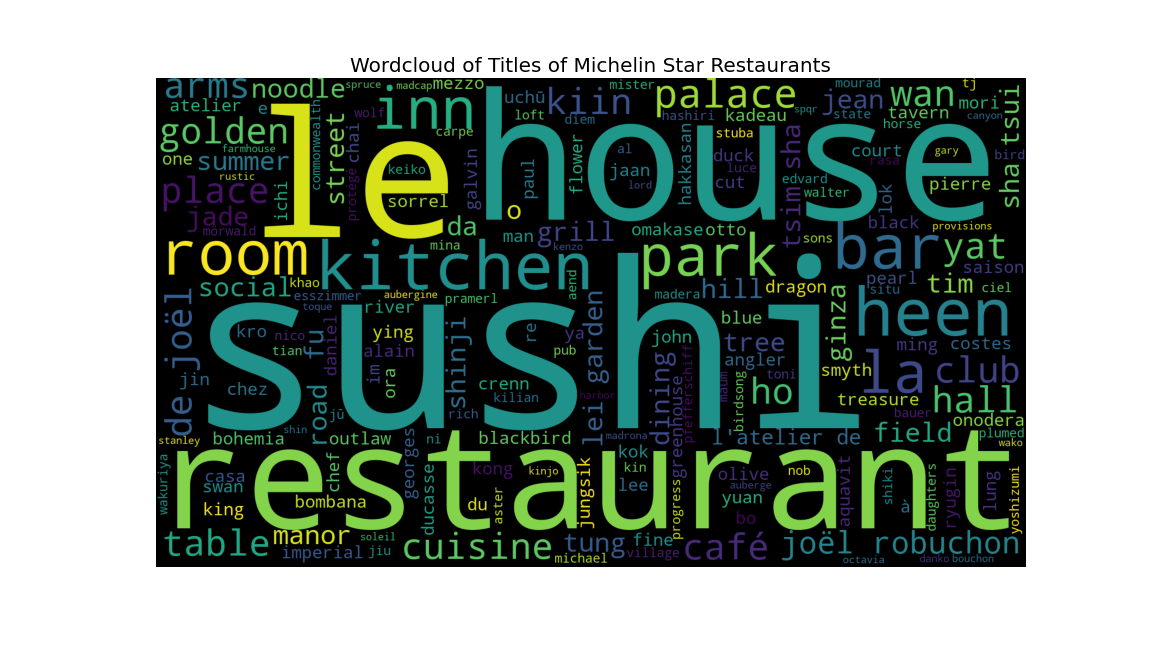 Wordcloud of Titles of Michelin Star Restaurants
arms
noodle
spruce
madcap
mezzo
mister
palace
mourad
tj
atelier
e
commonwealth
wolf
inn
uchū
kiin
jean
wan
mori
tsui
golden
street
le
carpe
loft
diem
hashiri
kadeau
spqr
state
tavern
canyon
farmhouse
chai
house
stuba
horse
one
summer
protégé
keiko
galvin
paul
flower
al
hakkasan
duck
sha
court
gary
bird
rustic
jaan
luce
rasa
place
ichi
sorrel
lord
cut
edvard
walter
lok
pierre
sha
jade
o
tsim
black
provisions
morwald
da
man
grill
omakase
otto
sons
room
mina
kenzo
park
bar
yat
kitchen
pearl
saison
social
khao
aend
madera
hill
dragon
situ
tim
ciel
esszimmer
aubergine
pramerl
garden
toque
river
sushi
blue
ginza
heen
joël
kro
nico
fu
daniel
ying
shinji
re
ya
john
tree
ming
costes
tian
alain
pub
angler
jin
chez
im
ora
crenn
lei
dining
greenhouse
pfefferschiff
maum
toni
smyth
la
club
kilian
harbor
birdsong
ho
treasure
hall
de
road
jū
rich
bauer
onodera
shin
stanley
bohemia
outlaw
ni
blackbird
madrona
l'atelier de
field
plumed
wako
restaurant
wakuriya
casa
swan
chef
georges
kong
kinjo
jungsik
kok
kin
olive
nob
aquavit
shiki
daughters
ryugin
lung
yoshizumi
king
bombana
ducasse
du
aster
lee
progress
auberge
yuan
à
bo
table
manor
soleil
imperial
jiu
cuisine
tung
fine
village
michael
café
joël robuchon
octavia
danko
bouchon